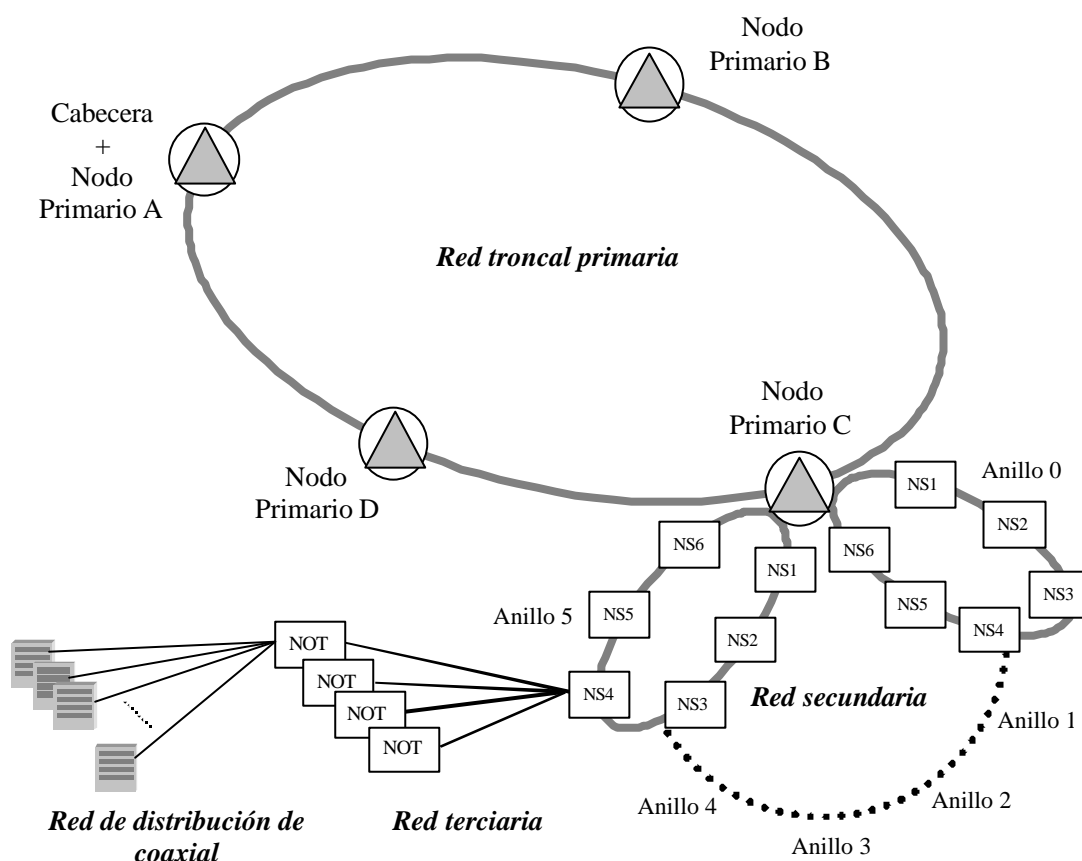 Nodo
Primario B
Cabecera
+
Nodo
Primario A
Red troncal primaria
Nodo
Primario C
Nodo
Primario D
Anillo 0
NS1
NS2
NS3
NS4
NS5
NS6
NS6
NS1
Anillo 5
NS5
NS2
NS4
NS3
Red secundaria
NOT
NOT
NOT
NOT
Anillo 1
Anillo 2
Anillo 4
Anillo 3
Red de distribución de
coaxial
Red terciaria